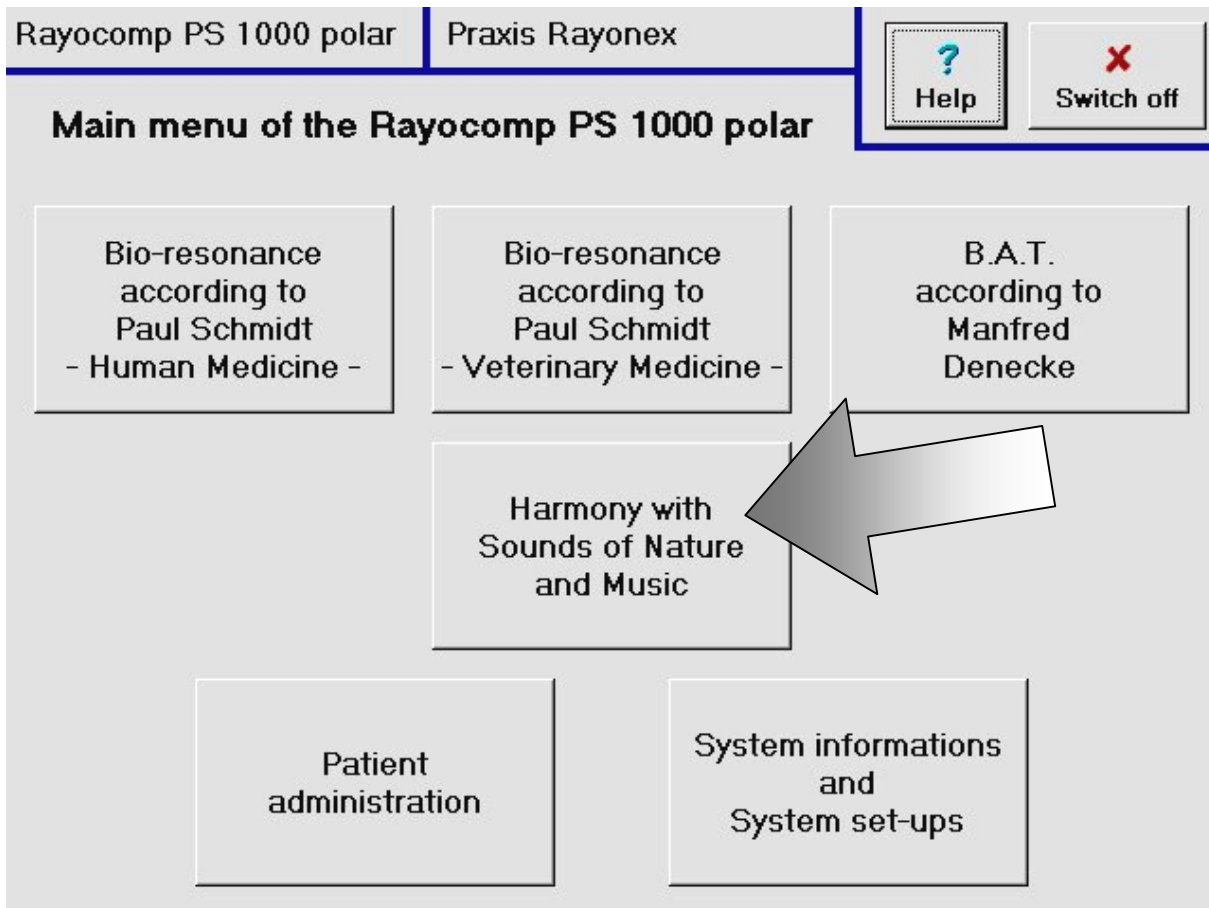 Rayocomp PS 1000 polar
Praxis Rayonex
?
Help
✗
Switch off
Main menu of the Rayocomp PS 1000 polar
Bio-resonance
according to
Paul Schmidt
- Human Medicine -
Bio-resonance
according to
Paul Schmidt
- Veterinary Medicine -
B.A.T.
according to
Manfred
Denecke
Harmony with
Sounds of Nature
and Music
Patient
administration
System informations
and
System set-ups